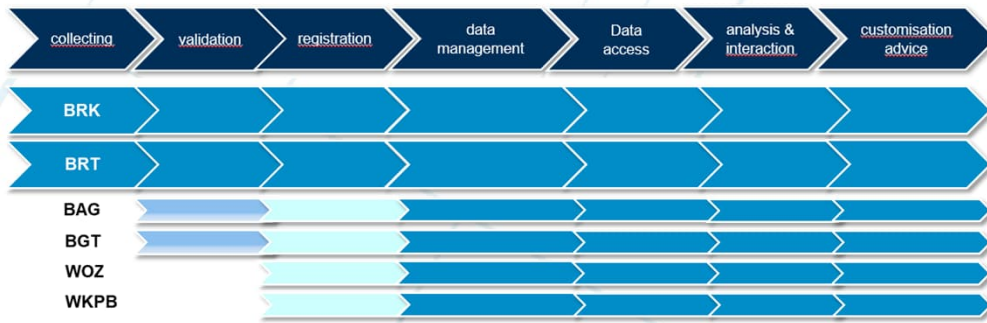 collecting
validation
registration
data
management
Data
access
analysis &
interaction
customisation
advice
BRK
BRT
BAG
BGT
WOZ
WKPB